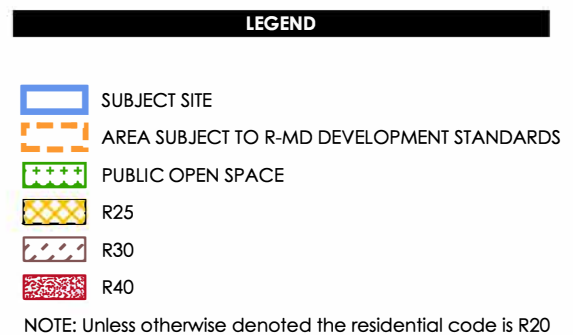 LEGEND
SUBJECT SITE
AREA SUBJECT TO R-MD DEVELOPMENT STANDARDS
PUBLIC OPEN SPACE
R25
R30
R40
NOTE: Unless otherwise denoted the residential code is R20